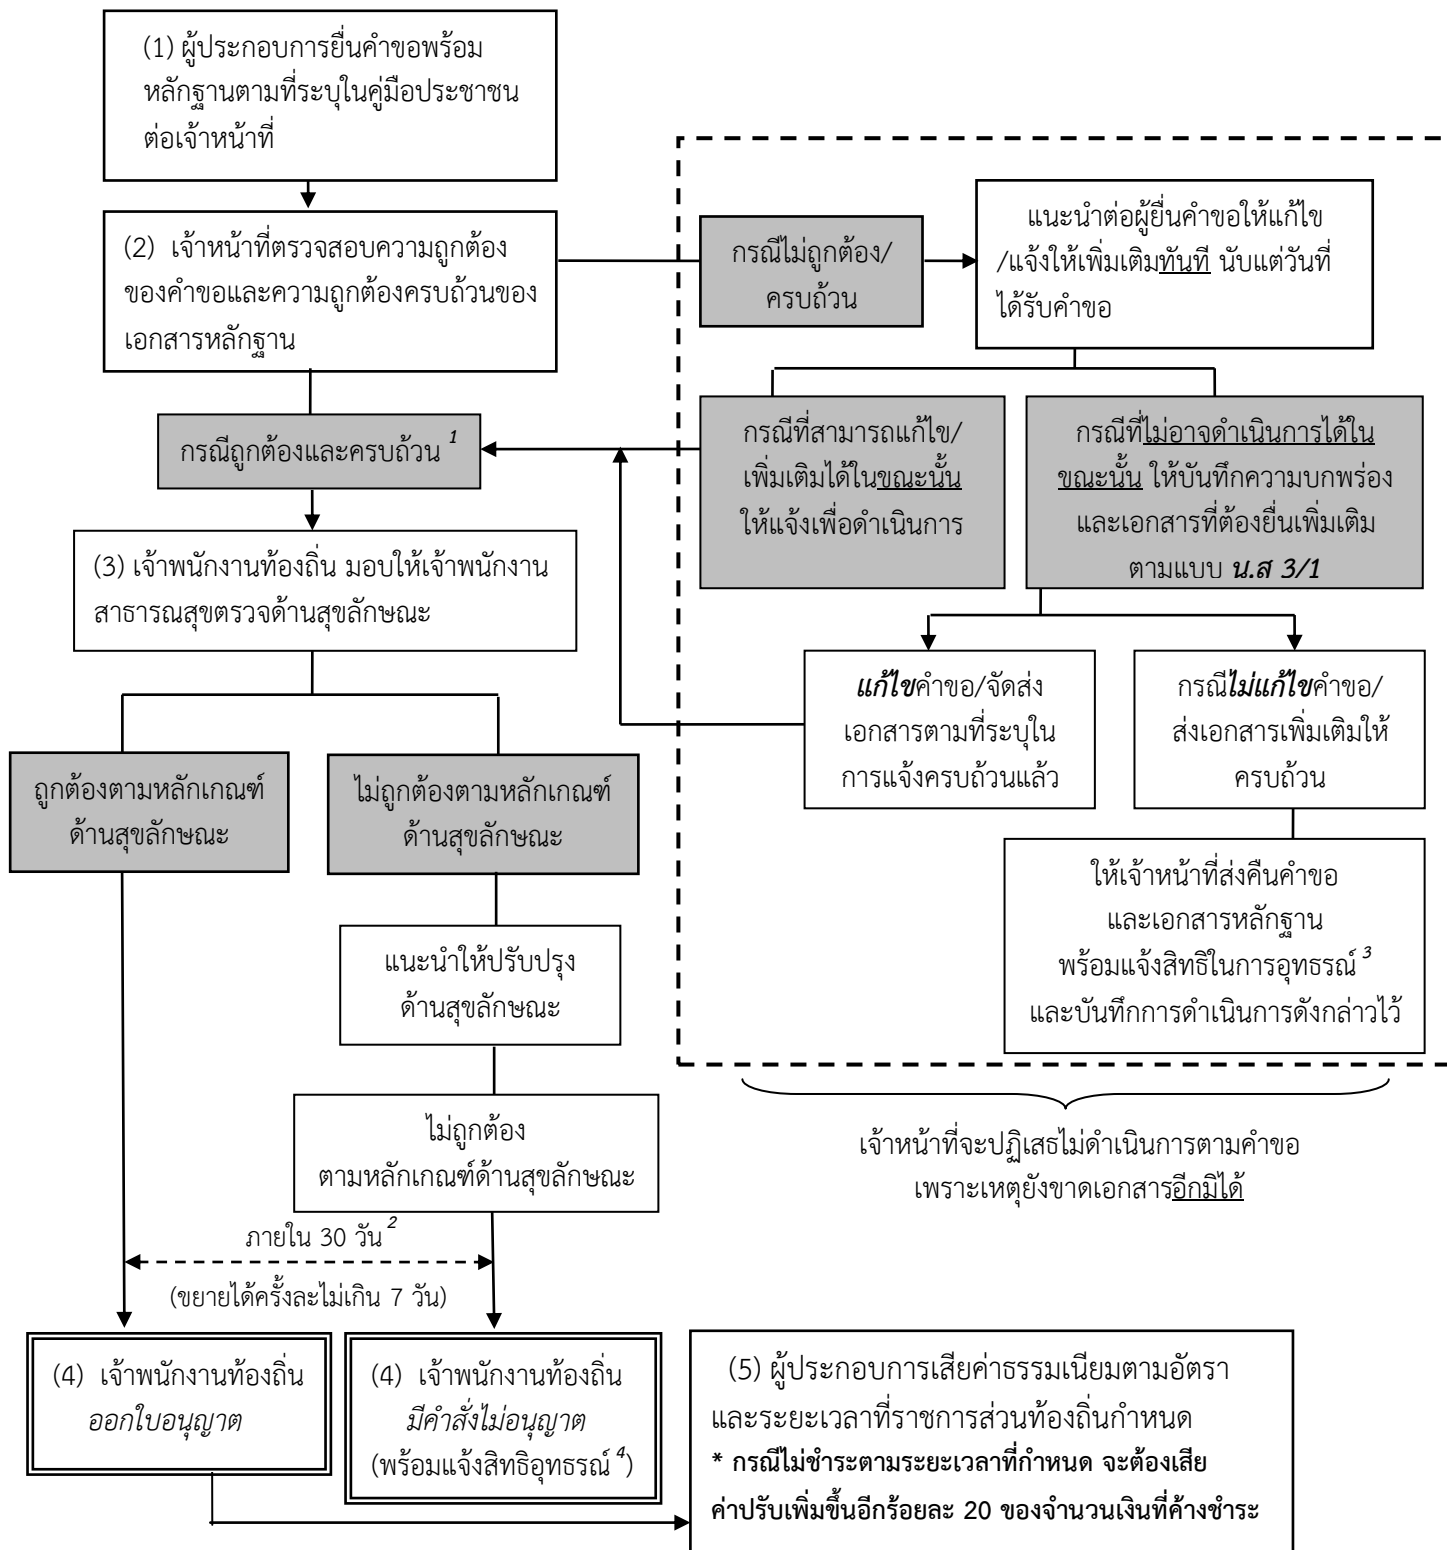 (1) ผู้ประกอบการยื่นคำขอพร้อม
หลักฐานตามที่ระบุในคู่มือประชาชน
ต่อเจ้าหน้าที่
(2) เจ้าหน้าที่ตรวจสอบความถูกต้อง
ของคำขอและความถูกต้องครบถ้วนของ
เอกสารหลักฐาน
กรณีไม่ถูกต้อง/
ครบถ้วน
แนะนำต่อผู้ยื่นคำขอให้แก้ไข
/แจ้งให้เพิ่มเติมทันที นับแต่วันที่
ได้รับคำขอ
กรณีถูกต้องและครบถ้วน 1
กรณีที่สามารถแก้ไข/
เพิ่มเติมได้ในขณะนั้น
ให้แจ้งเพื่อดำเนินการ
กรณีที่ไม่อาจดำเนินการได้ใน
ขณะนั้น ให้บันทึกความบกพร่อง
และเอกสารที่ต้องยื่นเพิ่มเติม
ตามแบบ น.ส 3/1
(3) เจ้าพนักงานท้องถิ่น มอบให้เจ้าพนักงาน
สาธารณสุขตรวจด้านสุขลักษณะ
แก้ไขคำขอ/จัดส่ง
เอกสารตามที่ระบุใน
การแจ้งครบถ้วนแล้ว
กรณีไม่แก้ไขคำขอ/
ส่งเอกสารเพิ่มเติมให้
ครบถ้วน
ถูกต้องตามหลักเกณฑ์
ด้านสุขลักษณะ
ไม่ถูกต้องตามหลักเกณฑ์
ด้านสุขลักษณะ
ให้เจ้าหน้าที่ส่งคืนคำขอ
และเอกสารหลักฐาน
พร้อมแจ้งสิทธิในการอุทธรณ์ 3
และบันทึกการดำเนินการดังกล่าวไว้
แนะนำให้ปรับปรุง
ด้านสุขลักษณะ
ไม่ถูกต้อง
ตามหลักเกณฑ์ด้านสุขลักษณะ
เจ้าหน้าที่จะปฏิเสธไม่ดำเนินการตามคำขอ
เพราะเหตุยังขาดเอกสารอีกมิได้
ภายใน 30 วัน 2
(ขยายได้ครั้งละไม่เกิน 7 วัน)
(4) เจ้าพนักงานท้องถิ่น
ออกใบอนุญาต
(4) เจ้าพนักงานท้องถิ่น
มีคำสั่งไม่อนุญาต
(พร้อมแจ้งสิทธิอุทธรณ์ 4)
(5) ผู้ประกอบการเสียค่าธรรมเนียมตามอัตรา
และระยะเวลาที่ราชการส่วนท้องถิ่นกำหนด
* กรณีไม่ชำระตามระยะเวลาที่กำหนด จะต้องเสีย
ค่าปรับเพิ่มขึ้นอีกร้อยละ 20 ของจำนวนเงินที่ค้างชำระ